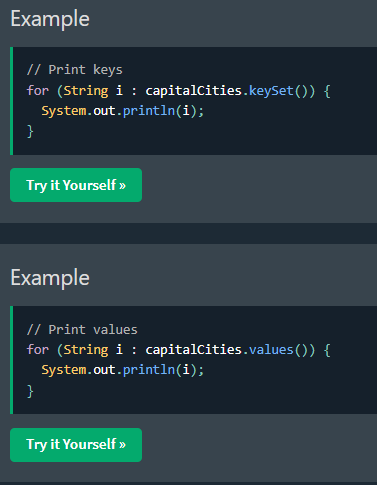 Example
// Print keys
for (String i : capitalCities.keySet()) {
  System.out.println(i);
}
Try it Yourself »
Example
// Print values
for (String i : capitalCities.values()) {
  System.out.println(i);
}
Try it Yourself »